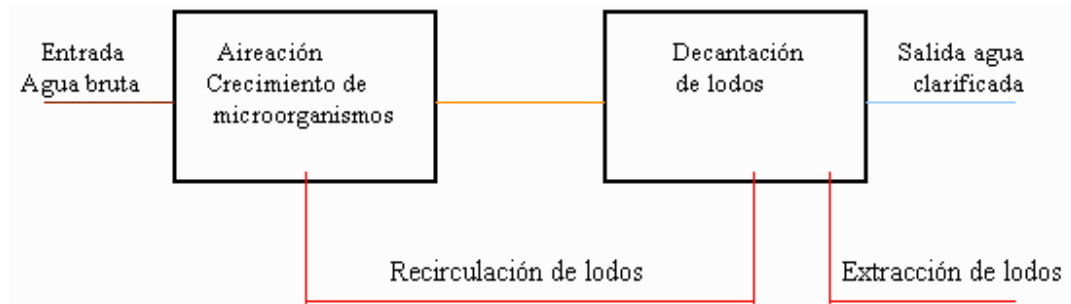 Entrada
Agua bruta
Aireación
Crecimiento de
microorganismos
Decantación
de lodos
Salida agua
clarificada
Recirculación de lodos
Extracción de lodos